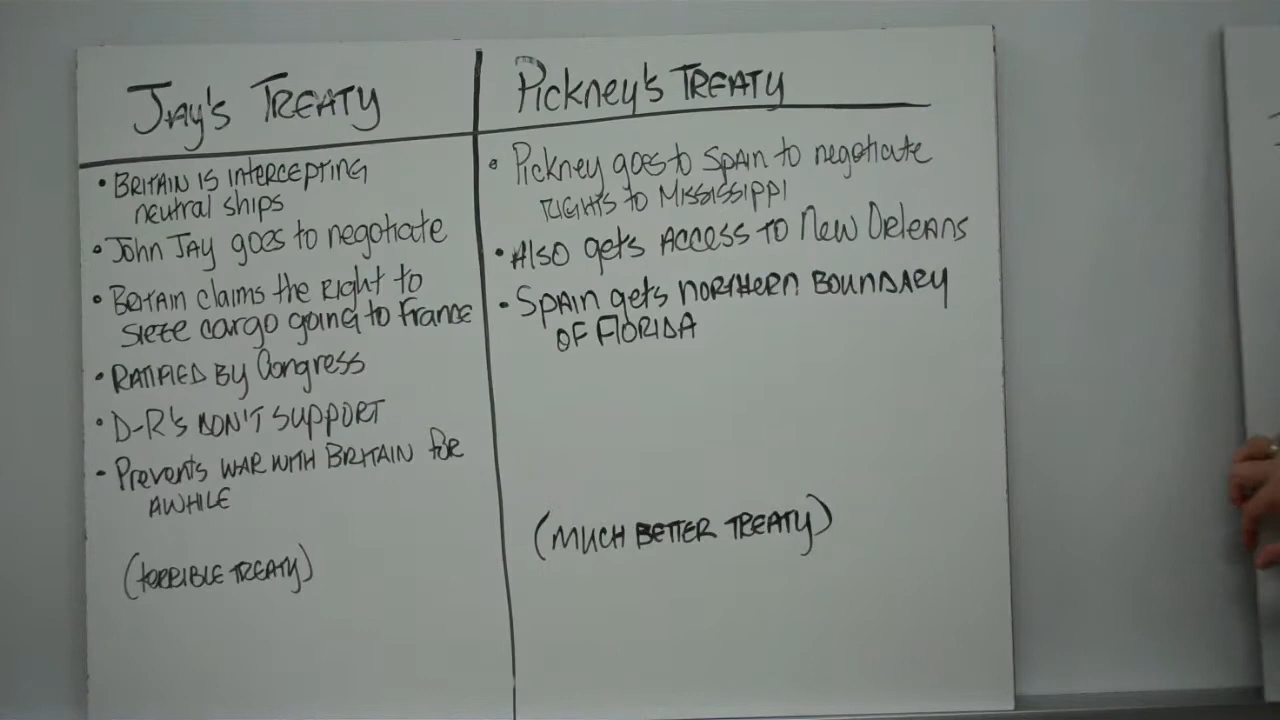 Jay's Treaty
• Britain is intercepting
neutral ships
• John Jay goes to negotiate
• Britain claims the right to
sieze cargo going to France
• Ratified by Congress
• D-R's don't support
- Prevents war with Britain for
awhile
(terrible treaty)
Pickney's Treaty
• Pickney goes to Spain to negotiate
rights to Mississippi
• Also gets access to New Orleans
• Spain gets northern boundary
of Florida
(much better treaty)